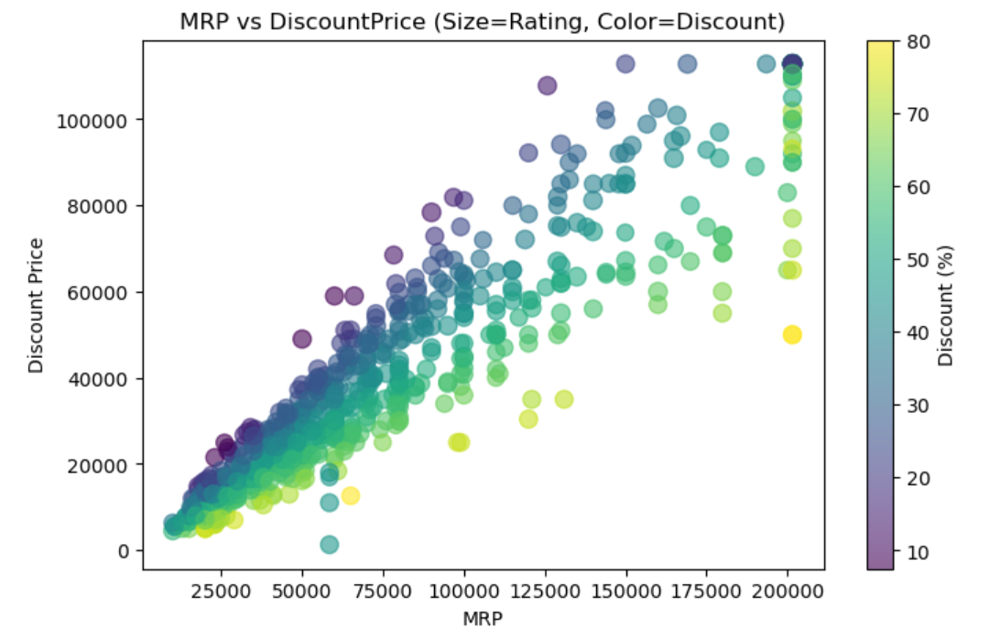 MRP vs DiscountPrice (Size=Rating, Color=Discount)
Discount Price
100000
80000
60000
40000
20000
0
25000 50000 75000 100000 125000 150000 175000 200000
MRP
80
70
60
50
40
30
20
10
Discount (%)